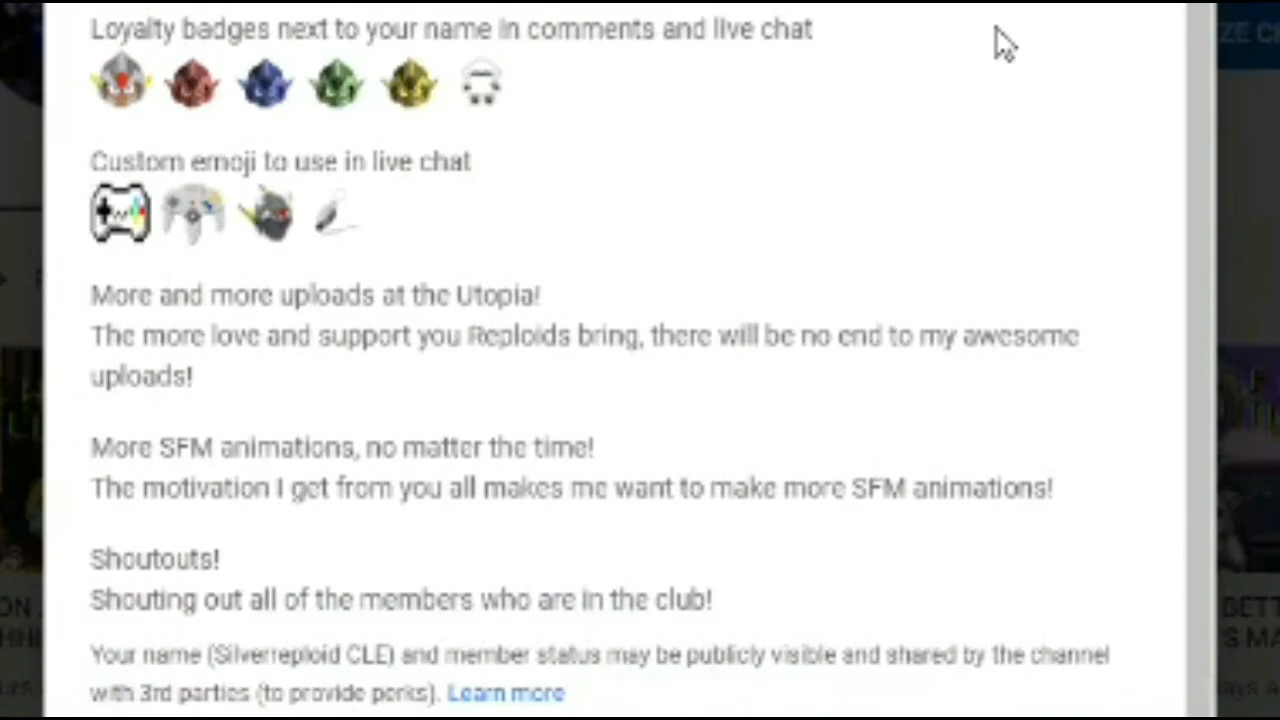 Loyalty badges next to your name in comments and live chat
Custom emoji to use in live chat
More and more uploads at the Utopia!
The more love and support you Reploids bring, there will be no end to my awesome
uploads!
More SFM animations, no matter the time!
The motivation I get from you all makes me want to make more SFM animations!
Shoutouts!
Shouting out all of the members who are in the club!
Your name (Silverreploid CLE) and member status may be publicly visible and shared by the channel
with 3rd parties (to provide perks). Learn more